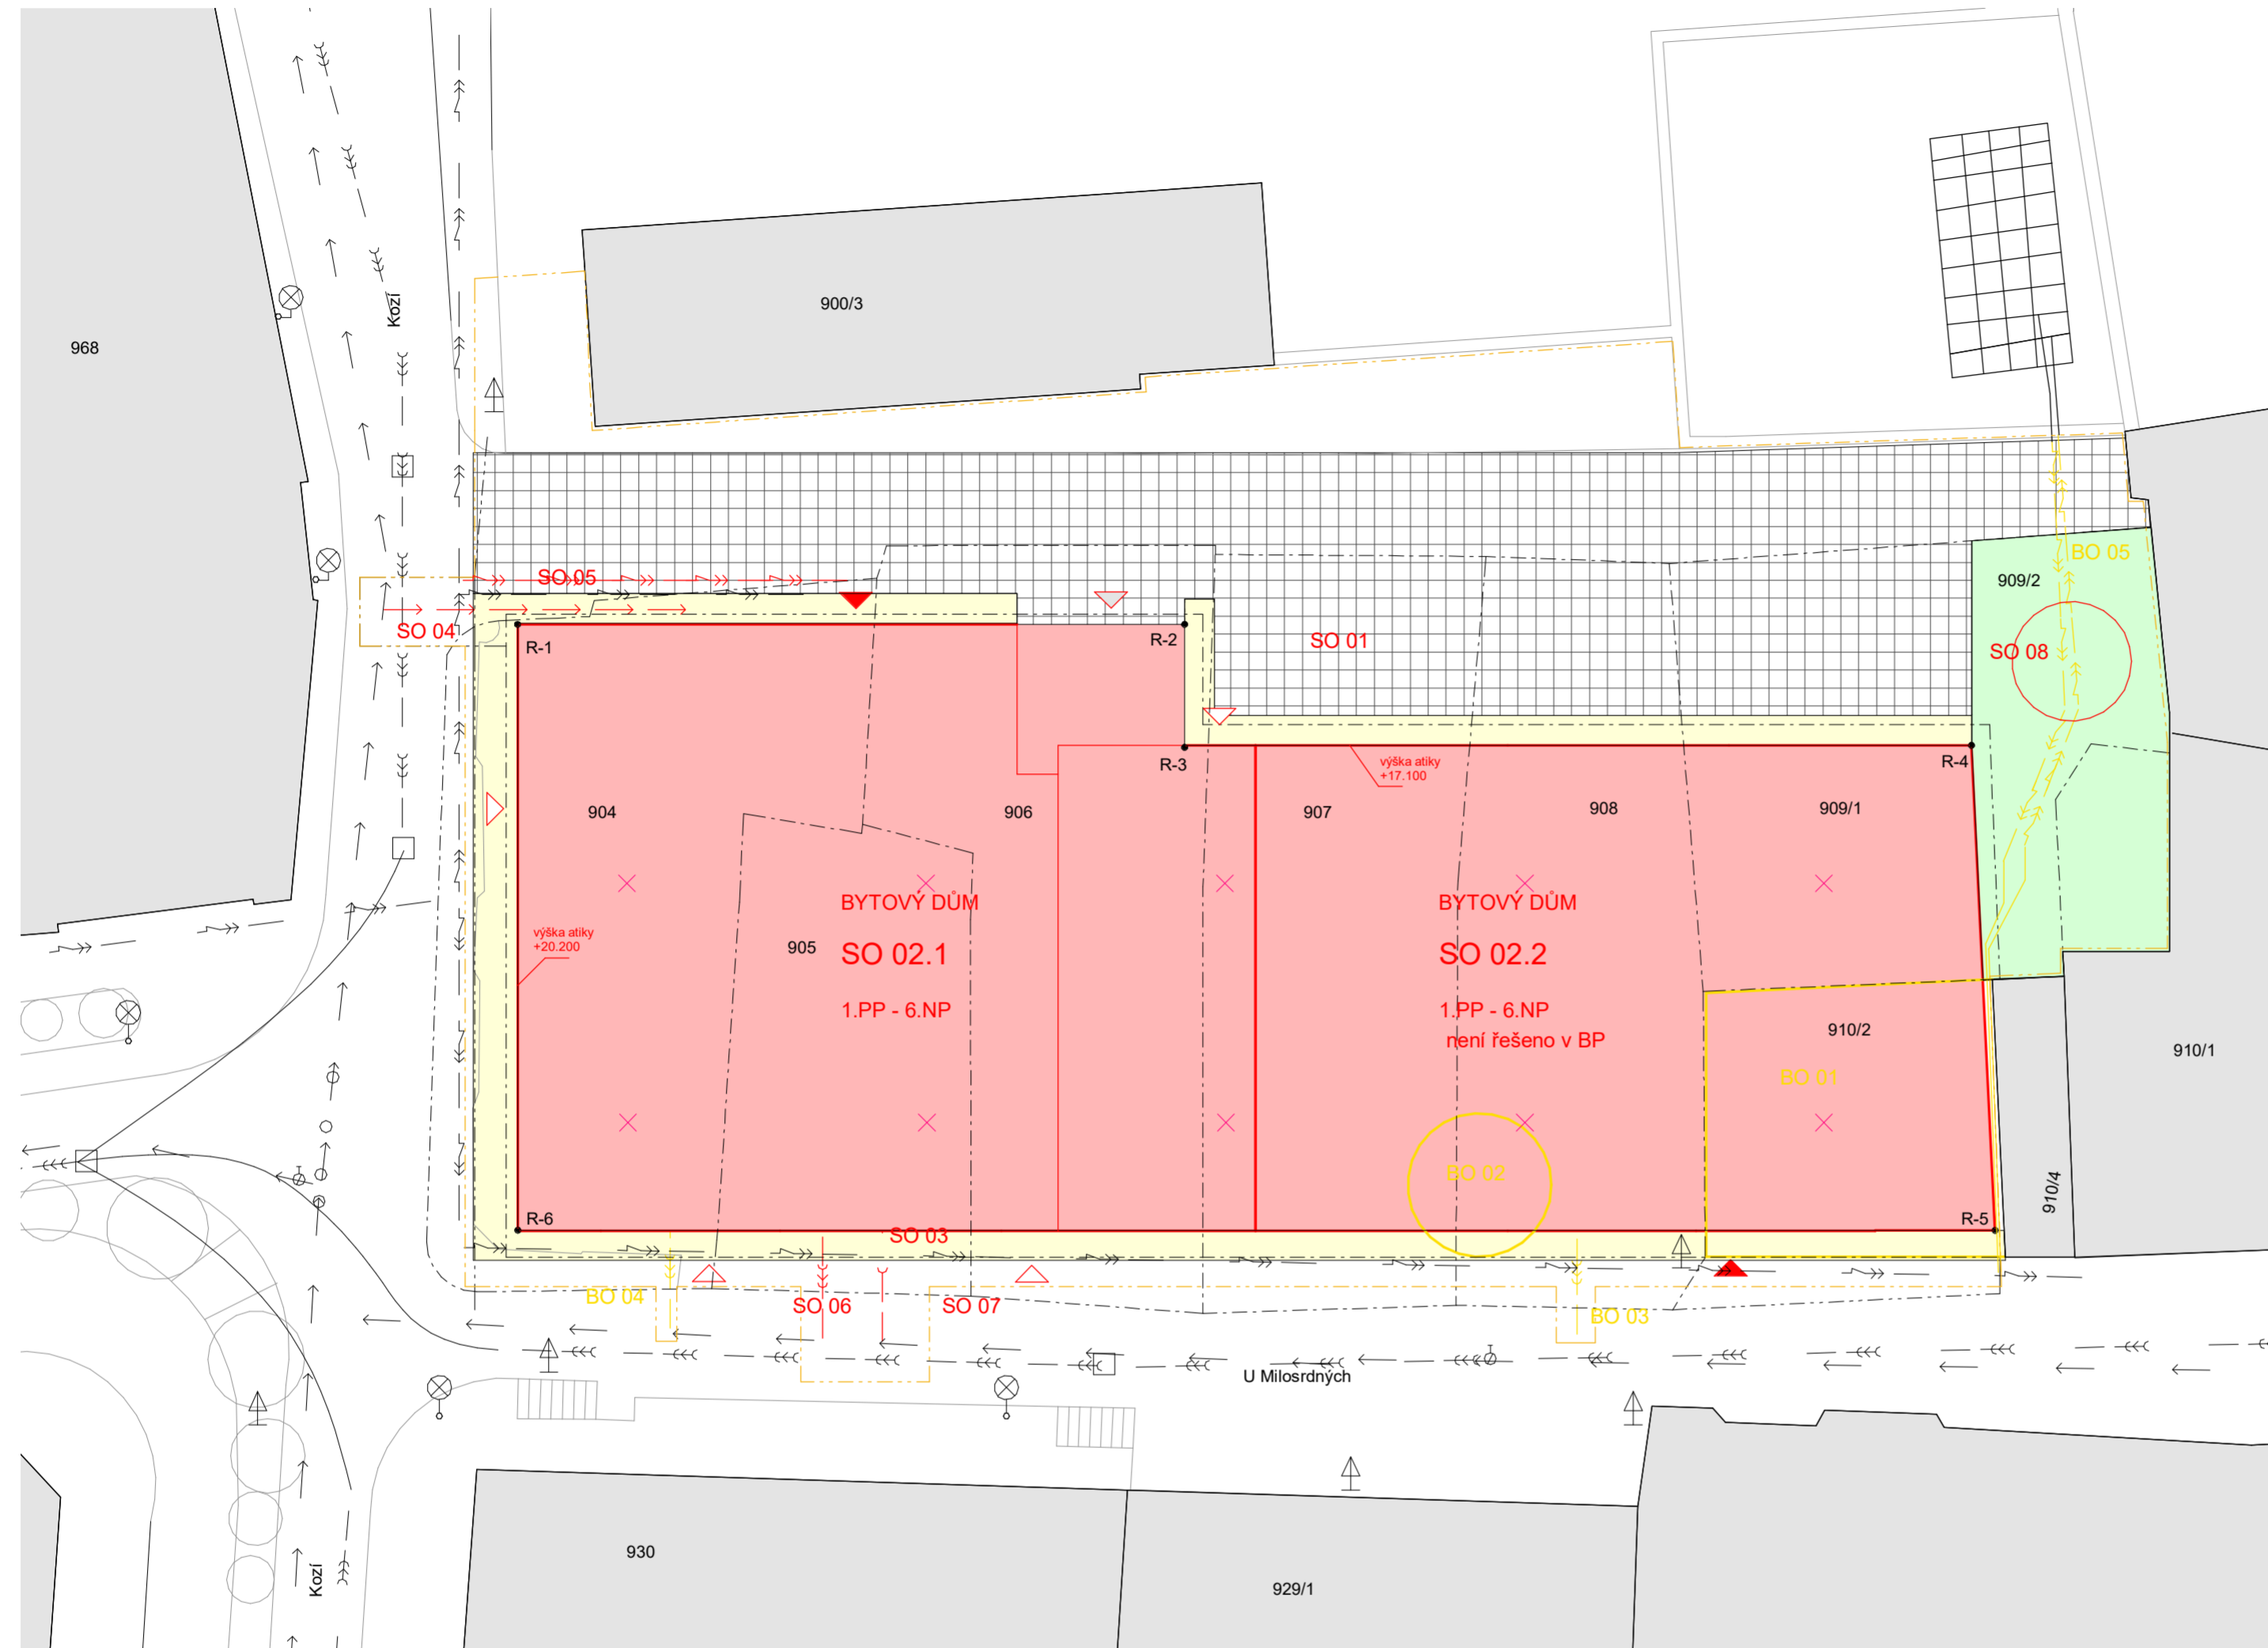 Kozí
900/3
968
SO 05
BO 05
909/2
SO 04
SO 01
SO 08
R-1
R-2
R-3
výška atiky
+17.100
R-4
904
906
907
908
909/1
BYTOVÝ DŮM
SO 02.1
1.PP - 6.NP
BYTOVÝ DŮM
SO 02.2
1.PP - 6.NP
není řešeno v BP
výška atiky
+20.200
905
910/2
BO 01
910/1
BO 02
910/4
R-6
R-5
SO 03
BO 04
SO 06
SO 07
BO 03
U Milosrdných
930
929/1
Kozí